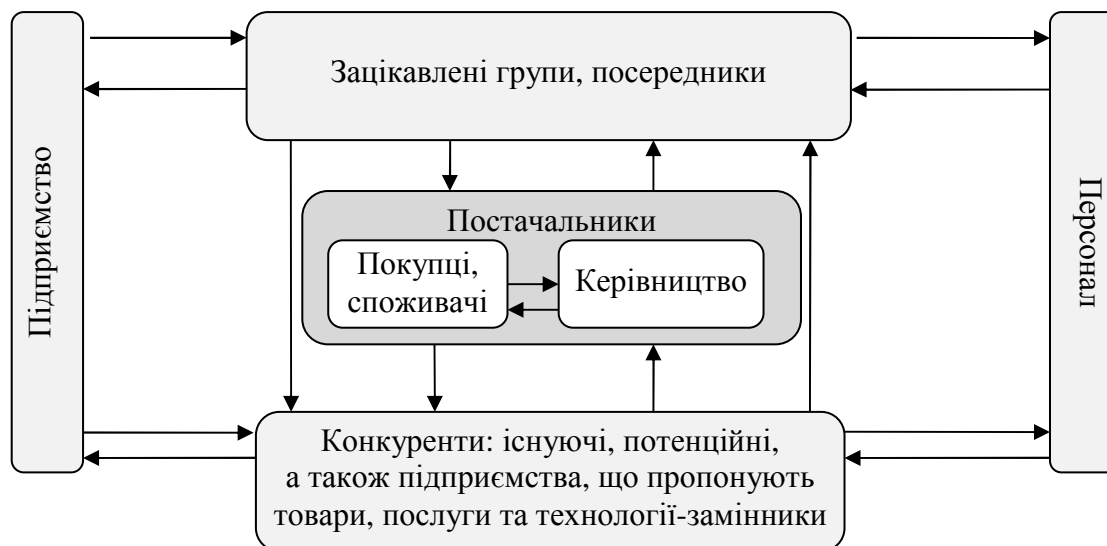 Підприємство
Зацікавлені групи, посередники
Постачальники
Покупці,
споживачі
Керівництво
Конкуренти: існуючі, потенційні,
а також підприємства, що пропонують
товари, послуги та технології-замінники
Персонал